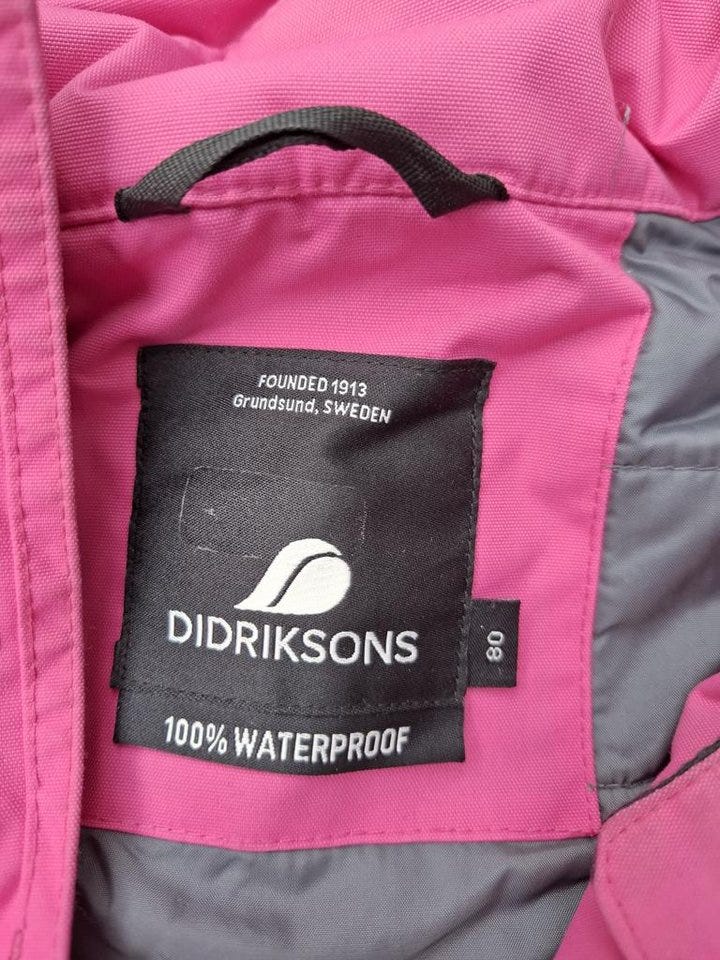 FOUNDED 1913
Grundsund, SWEDEN
DIDRIKSONS
80
100% WATERPROOF